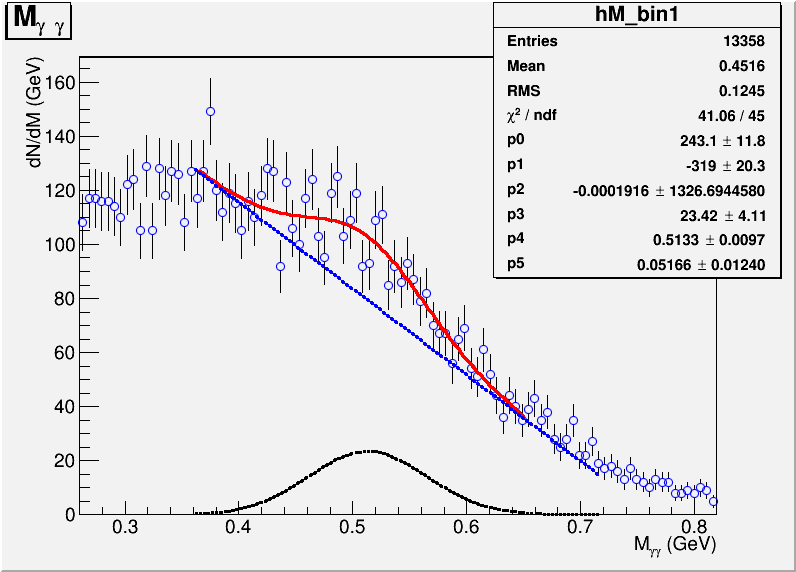 M γ γ
hM_bin1
Entries 13358
Mean 0.4516
RMS 0.1245
χ² / ndf 41.06 / 45
p0 243.1 ± 11.8
p1 -319 ± 20.3
p2 -0.0001916 ± 1326.6944580
p3 23.42 ± 4.11
p4 0.5133 ± 0.0097
p5 0.05166 ± 0.01240
dN/dM (GeV)
160
140
120
100
80
60
40
20
0
0.3 0.4 0.5 0.6 0.7 0.8
Mγγ (GeV)